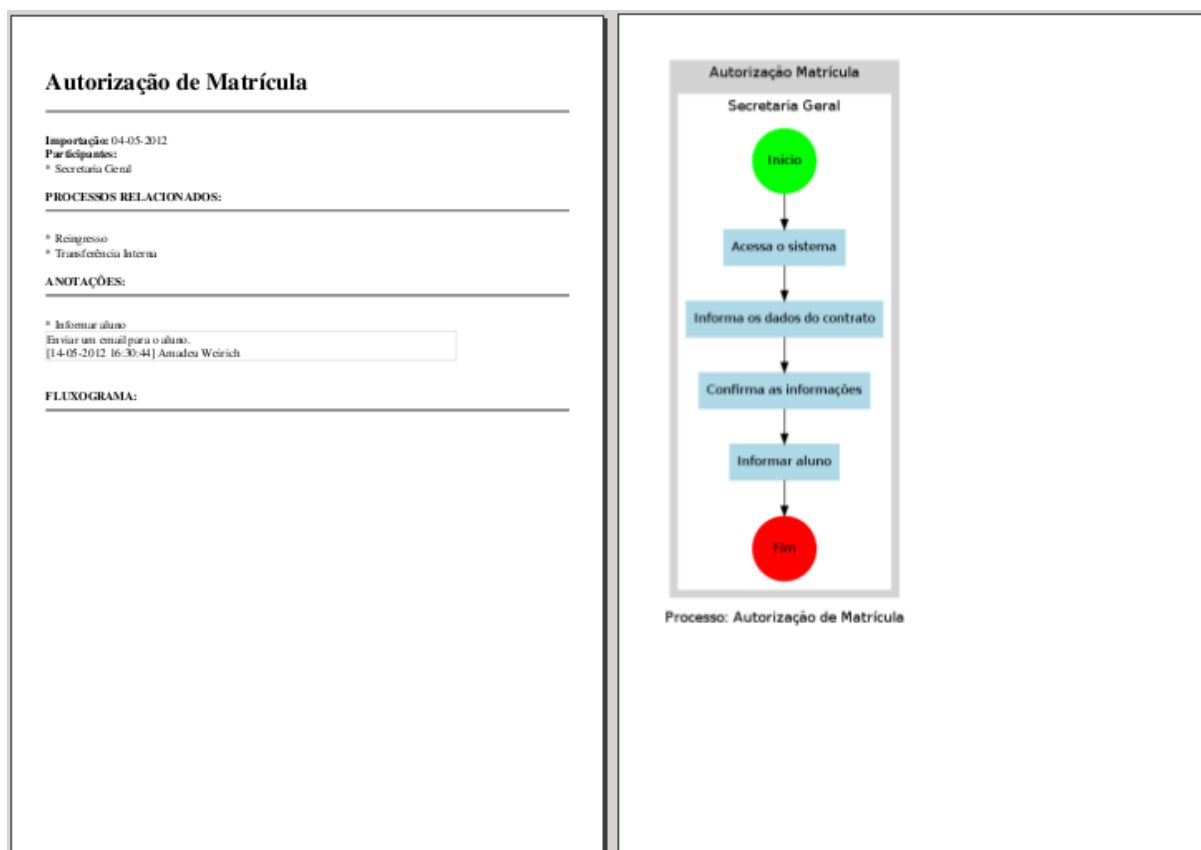 Autorização de Matrícula
Importação: 04-05-2012
Participantes:
* Secretaria Geral
PROCESSOS RELACIONADOS:
* Reingresso
* Transferência Interna
ANOTAÇÕES:
* Informar aluno
Enviar um email para o aluno.
[14-05-2012 16:30:44] Amadeu Weirich
FLUXOGRAMA:
Autorização Matrícula
Secretaria Geral
Início
Acessa o sistema
Informa os dados do contrato
Confirma as informações
Informar aluno
Fim
Processo: Autorização de Matrícula